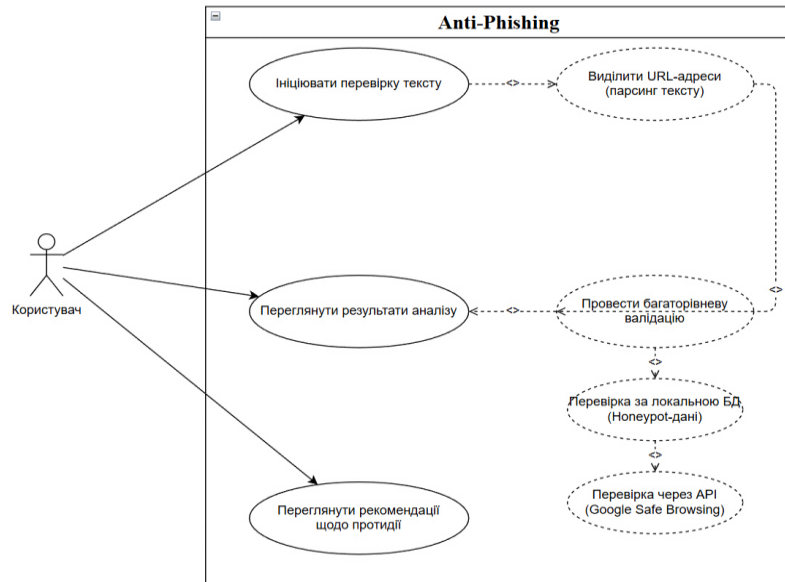 Anti-Phishing
Ініціювати перевірку тексту
<>
Виділити URL-адреси
(парсинг тексту)
<>
Користувач
Переглянути результати аналізу
<>
Провести багаторівневу
валідацію
<>
Перевірка за локальною БД
(Honeypot-дані)
<>
Переглянути рекомендації
щодо протидії
Перевірка через API
(Google Safe Browsing)